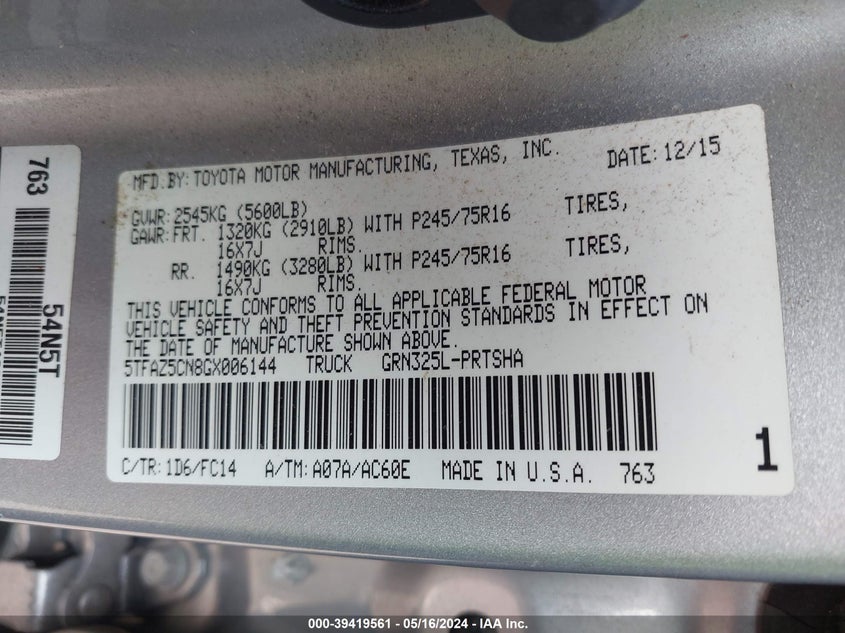 763
54N5T
MFD.BY:TOYOTA MOTOR MANUFACTURING, TEXAS, INC. DATE:12/15
GVWR:2545KG (5600LB)
GAWR:FRT. 1320KG (2910LB) WITH P245/75R16 TIRES,
16X7J RIMS.
RR. 1490KG (3280LB) WITH P245/75R16 TIRES,
16X7J RIMS.
THIS VEHICLE CONFORMS TO ALL APPLICABLE FEDERAL MOTOR
VEHICLE SAFETY AND THEFT PREVENTION STANDARDS IN EFFECT ON
THE DATE OF MANUFACTURE SHOWN ABOVE.
5TFAZ5CN8GX006144 TRUCK GRN325L-PRTSHA
C/TR:1D6/FC14 A/TM:A07A/AC60E MADE IN U.S.A. 763
1
000-39419561 / 05/16/2024 - IAA Inc.